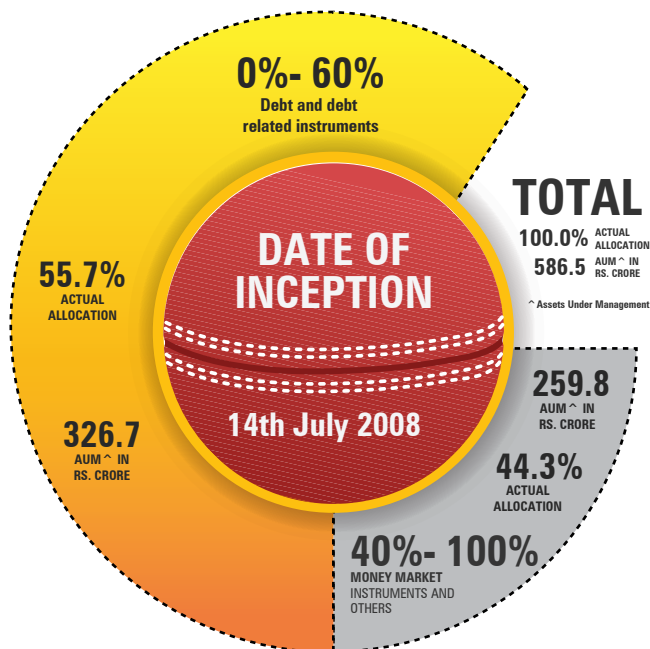 0%- 60%
Debt and debt
related instruments
TOTAL
100.0% ACTUAL
ALLOCATION
586.5 AUM^ IN
RS. CRORE
^ Assets Under Management
DATE OF
INCEPTION
14th July 2008
55.7%
ACTUAL
ALLOCATION
326.7
AUM^ IN
RS. CRORE
259.8
AUM^ IN
RS. CRORE
44.3%
ACTUAL
ALLOCATION
40%- 100%
MONEY MARKET
INSTRUMENTS AND
OTHERS